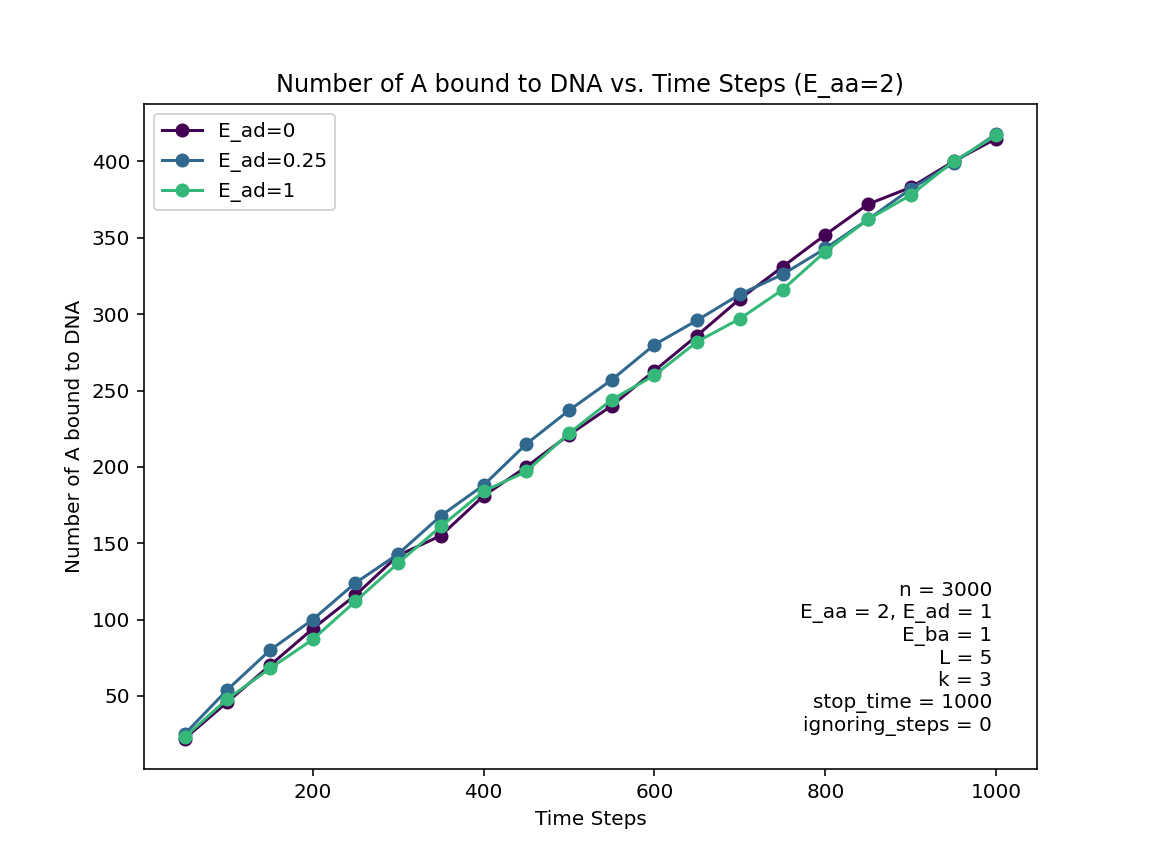 Number of A bound to DNA vs. Time Steps (E_aa=2)
E_ad=0
E_ad=0.25
E_ad=1
400
350
300
250
200
150
100
50
Number of A bound to DNA
n = 3000
E_aa = 2, E_ad = 1
E_ba = 1
L = 5
k = 3
stop_time = 1000
ignoring_steps = 0
200 400 600 800 1000
Time Steps